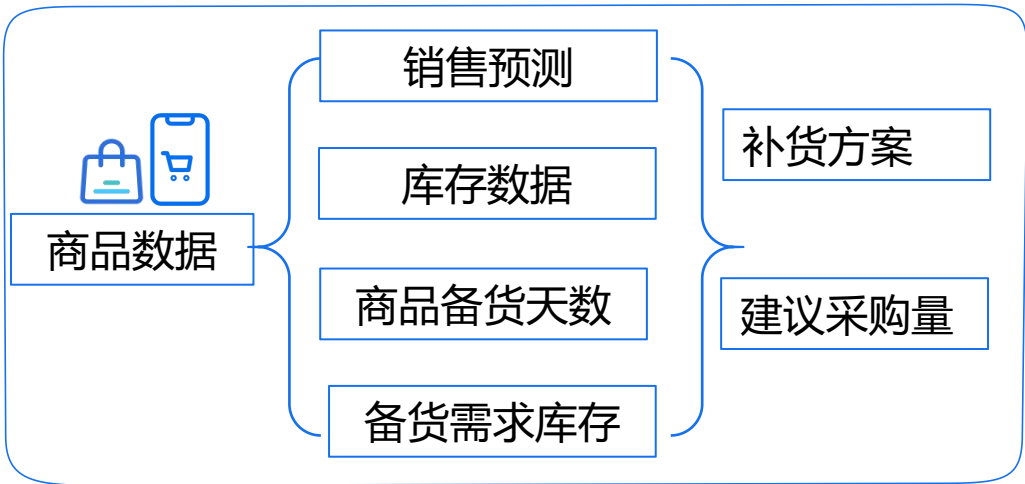 销售预测
库存数据
商品数据
商品备货天数
备货需求库存
补货方案
建议采购量